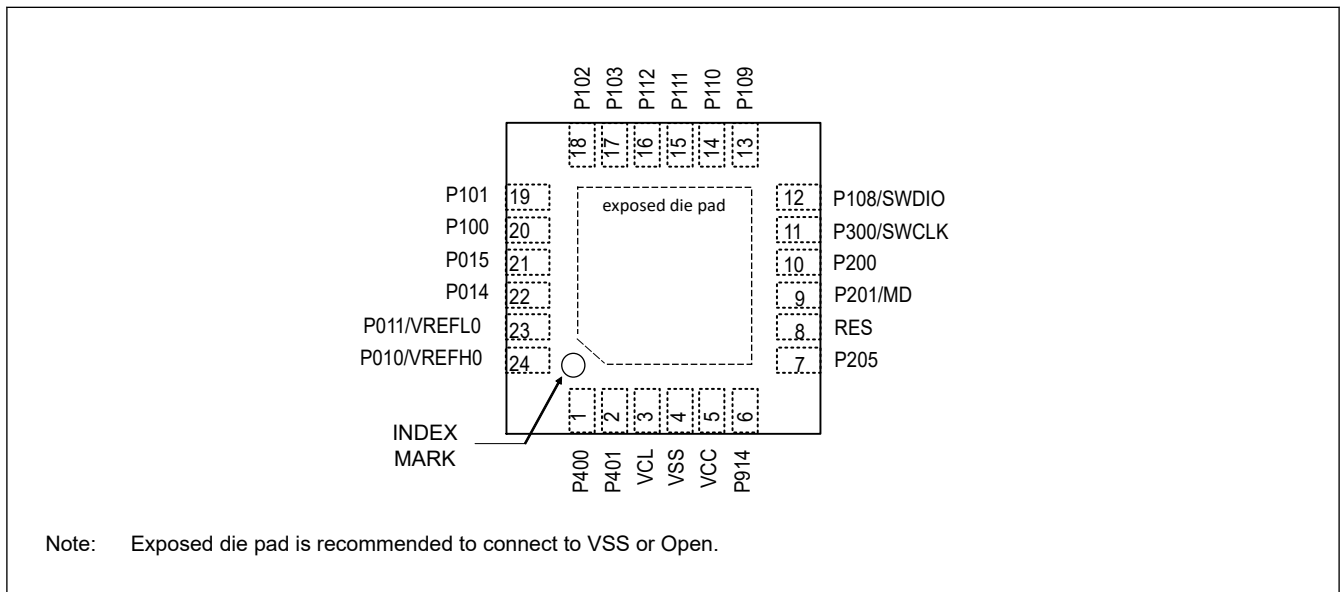 P102
P103
P112
P111
P110
P109
18
17
16
15
14
13
P101 19
P100 20
P015 21
P014 22
P011/VREFL0 23
P010/VREFH0 24
exposed die pad
12 P108/SWDIO
11 P300/SWCLK
10 P200
9 P201/MD
8 RES
7 P205
1
2
3
4
5
6
INDEX
MARK
P400
P401
VCL
VSS
VCC
P914
Note: Exposed die pad is recommended to connect to VSS or Open.